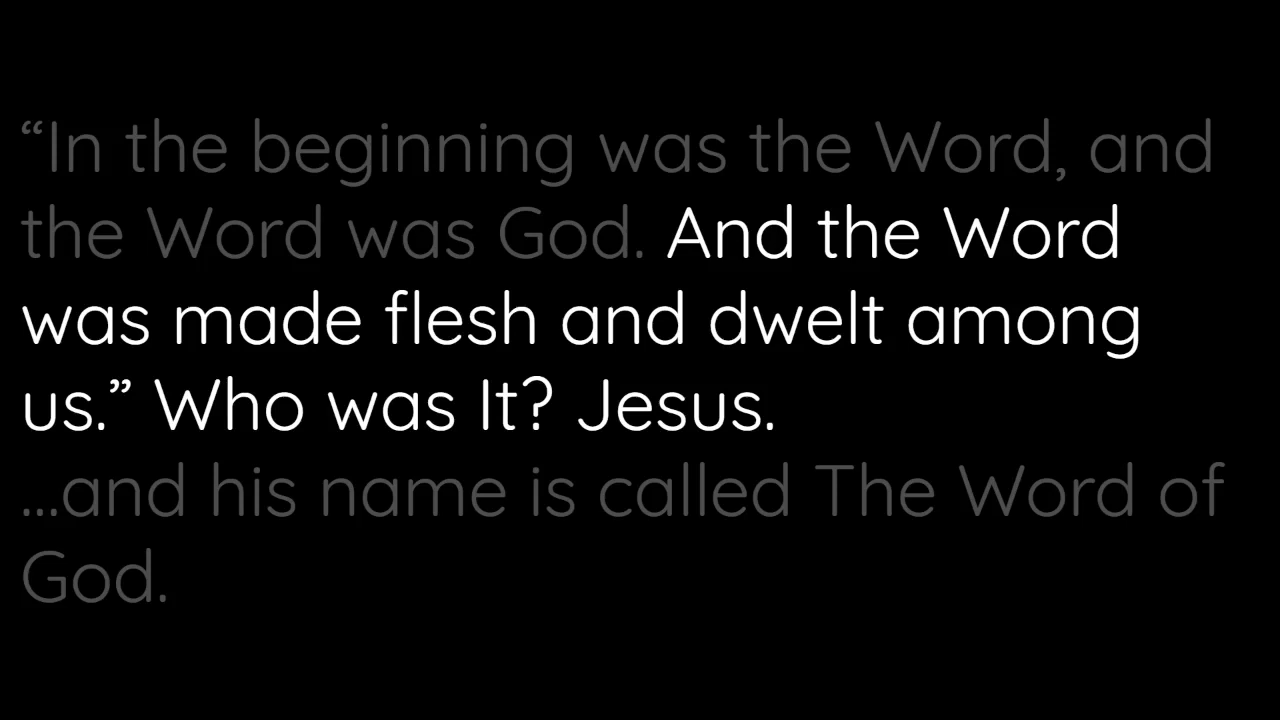 “In the beginning was the Word, and
the Word was God. And the Word
was made flesh and dwelt among
us.” Who was It? Jesus.
...and his name is called The Word of
God.